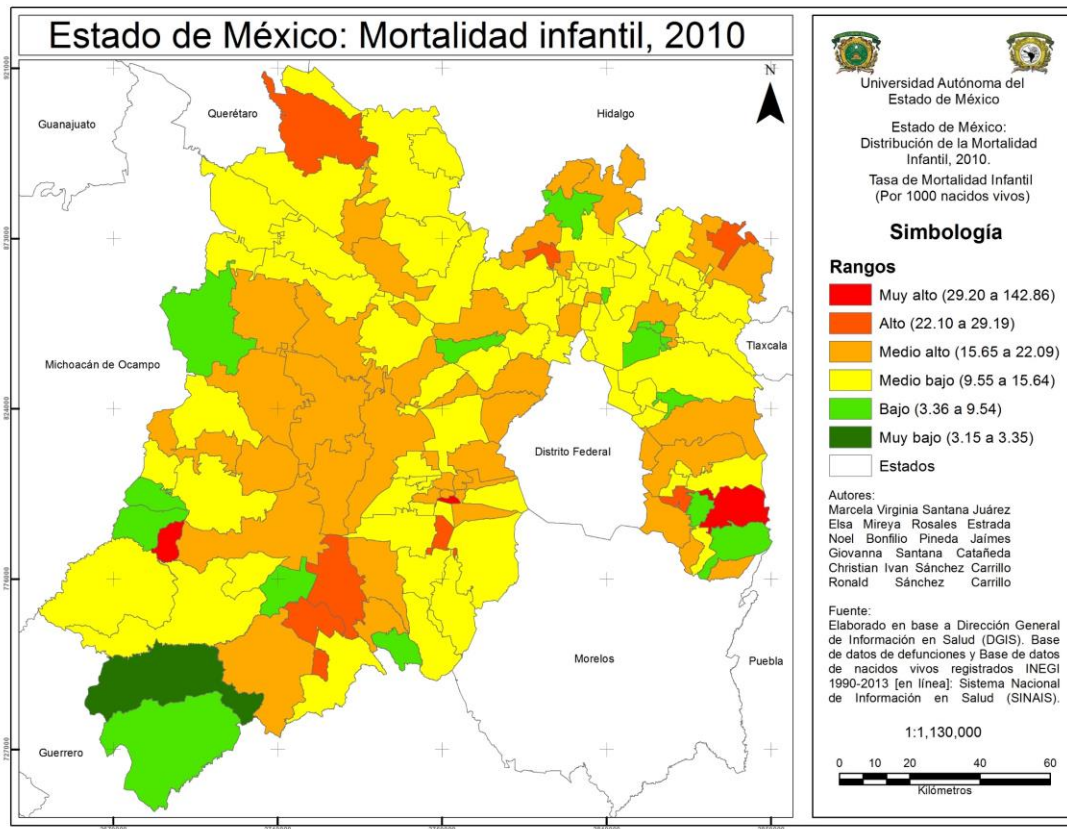 Estado de México: Mortalidad infantil, 2010
N
Guanajuato
Querétaro
Hidalgo
Michoacán de Ocampo
Tlaxcala
Distrito Federal
Morelos
Puebla
Guerrero
921000
873000
824000
776000
727000
Universidad Autónoma del
Estado de México
Estado de México:
Distribución de la Mortalidad
Infantil, 2010.
Tasa de Mortalidad Infantil
(Por 1000 nacidos vivos)
Simbología
Rangos
Muy alto (29.20 a 142.86)
Alto (22.10 a 29.19)
Medio alto (15.65 a 22.09)
Medio bajo (9.55 a 15.64)
Bajo (3.36 a 9.54)
Muy bajo (3.15 a 3.35)
Estados
Autores:
Marcela Virginia Santana Juárez
Elsa Mireya Rosales Estrada
Noel Bonfilio Pineda Jaímes
Giovanna Santana Catañeda
Christian Ivan Sánchez Carrillo
Ronald Sánchez Carrillo
Fuente:
Elaborado en base a Dirección General
de Información en Salud (DGIS). Base
de datos de defunciones y Base de datos
de nacidos vivos registrados INEGI
1990-2013 [en línea]: Sistema Nacional
de Información en Salud (SINAIS).
1:1,130,000
0 10 20 40 60
Kilómetros